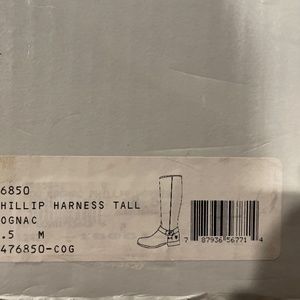 6850
HILLIP HARNESS TALL
OGNAC
.5 M
476850-COG
7 87936 56771 4